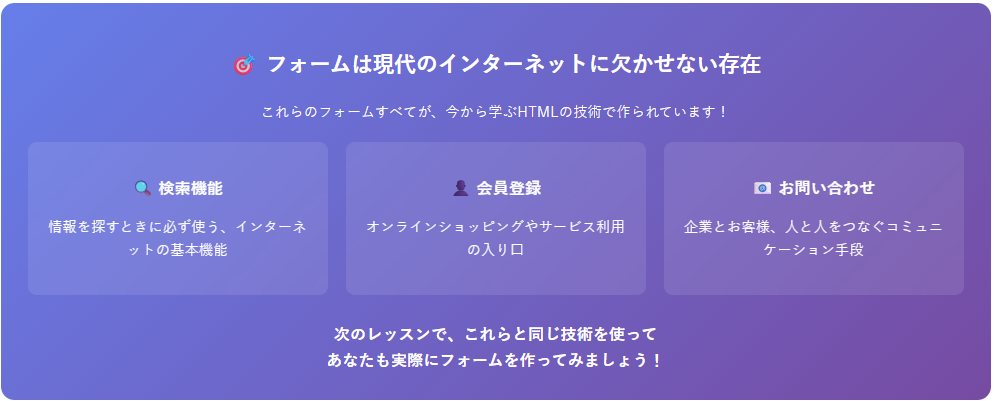 🎯 フォームは現代のインターネットに欠かせない存在
これらのフォームすべてが、今から学ぶHTMLの技術で作られています！
🔍 検索機能
情報を探すときに必ず使う、インターネ
ットの基本機能
👤 会員登録
オンラインショッピングやサービス利用
の入り口
📧 お問い合わせ
企業とお客様、人と人をつなぐコミュニ
ケーション手段
次のレッスンで、これらと同じ技術を使って
あなたも実際にフォームを作ってみましょう！